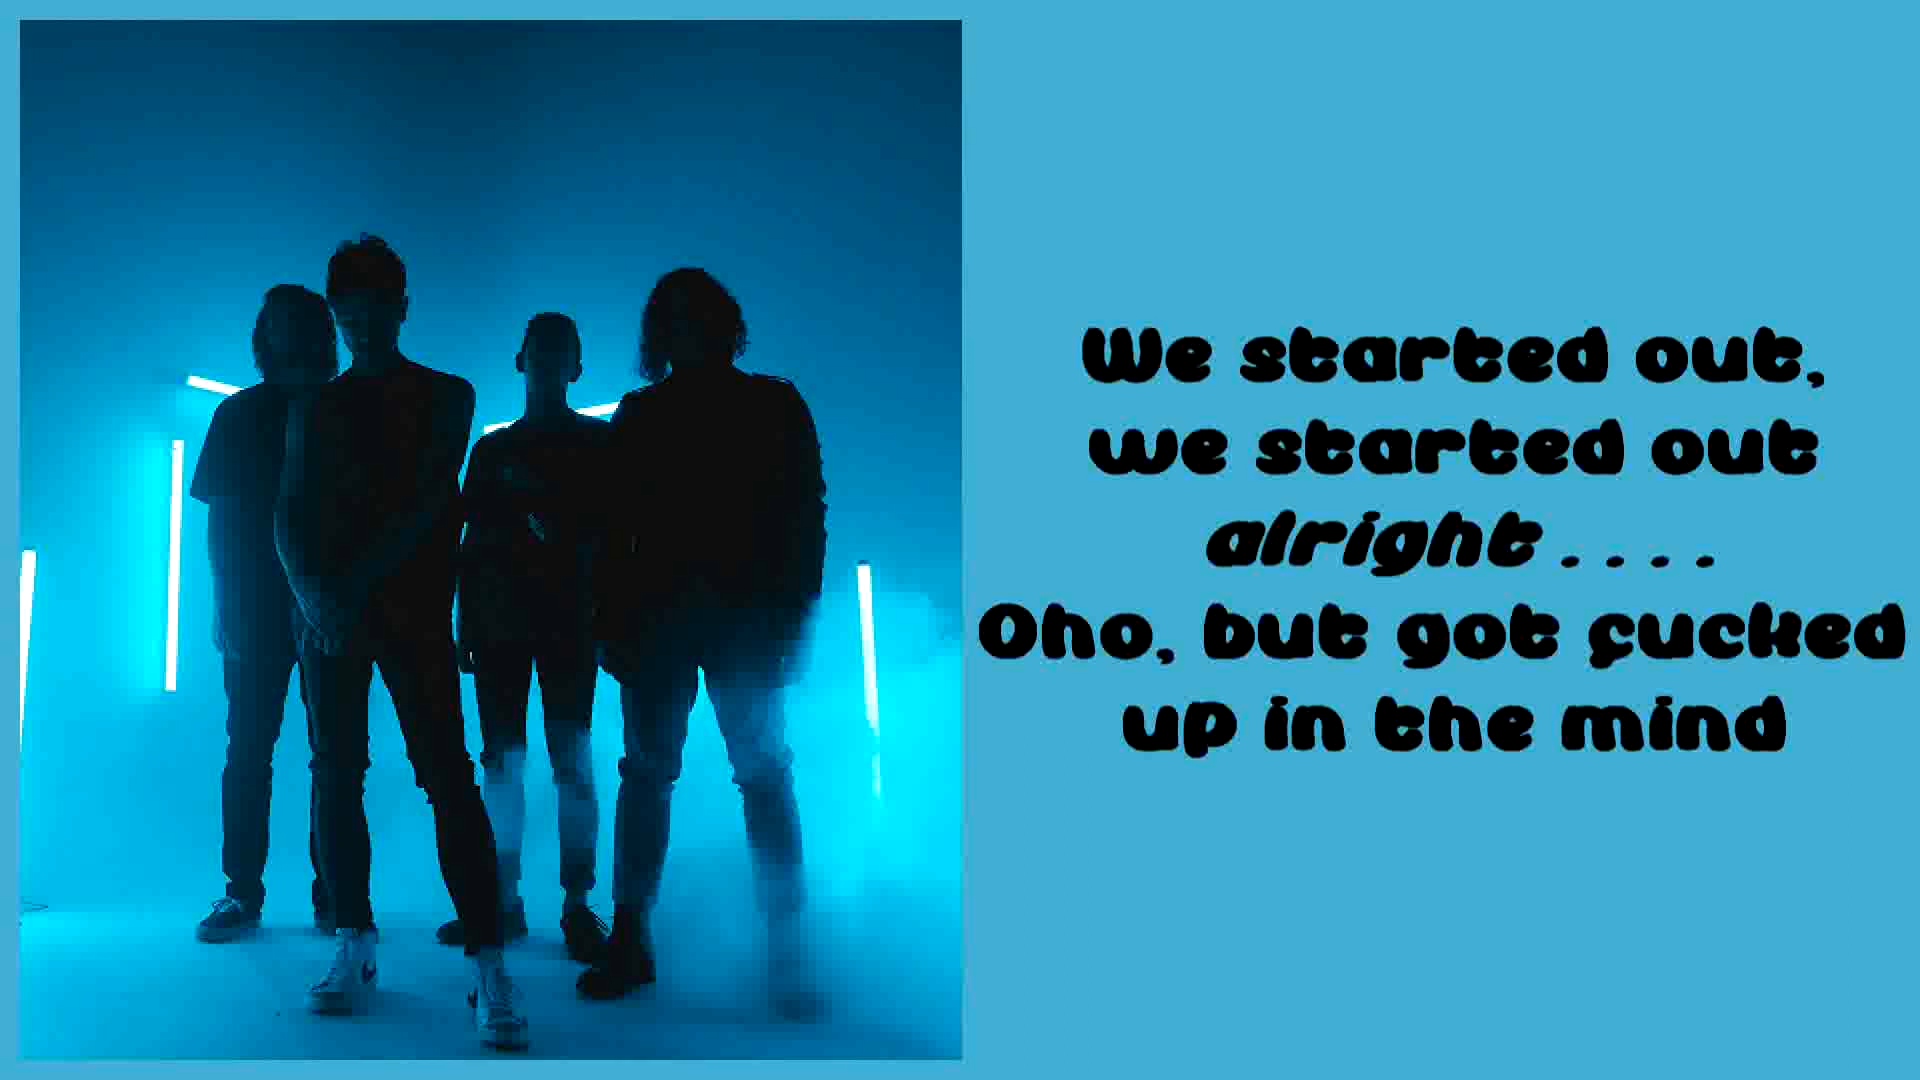 We started out,
we started out
alright . . . .
Oho, but got fucked
up in the mind